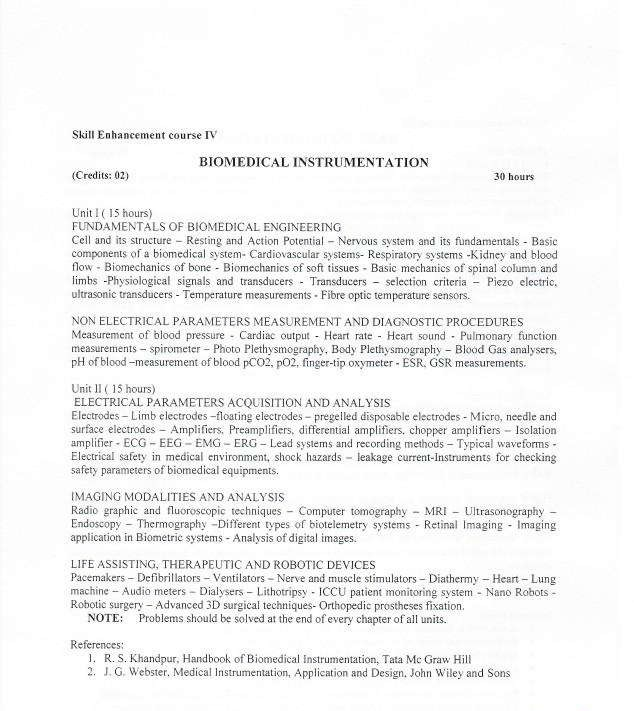 Skill Enhancement course IV
BIOMEDICAL INSTRUMENTATION
(Credits: 02) 30 hours
Unit I ( 15 hours)
FUNDAMENTALS OF BIOMEDICAL ENGINEERING
Cell and its structure – Resting and Action Potential – Nervous system and its fundamentals - Basic
components of a biomedical system- Cardiovascular systems- Respiratory systems -Kidney and blood
flow - Biomechanics of bone - Biomechanics of soft tissues - Basic mechanics of spinal column and
limbs -Physiological signals and transducers - Transducers – selection criteria – Piezo electric,
ultrasonic transducers - Temperature measurements - Fibre optic temperature sensors.
NON ELECTRICAL PARAMETERS MEASUREMENT AND DIAGNOSTIC PROCEDURES
Measurement of blood pressure - Cardiac output - Heart rate - Heart sound - Pulmonary function
measurements – spirometer – Photo Plethysmography, Body Plethysmography – Blood Gas analysers,
pH of blood –measurement of blood pCO2, pO2, finger-tip oxymeter - ESR, GSR measurements.
Unit II ( 15 hours)
ELECTRICAL PARAMETERS ACQUISITION AND ANALYSIS
Electrodes – Limb electrodes –floating electrodes – pregelled disposable electrodes - Micro, needle and
surface electrodes – Amplifiers, Preamplifiers, differential amplifiers, chopper amplifiers – Isolation
amplifier - ECG – EEG – EMG – ERG – Lead systems and recording methods – Typical waveforms -
Electrical safety in medical environment, shock hazards – leakage current-Instruments for checking
safety parameters of biomedical equipments.
IMAGING MODALITIES AND ANALYSIS
Radio graphic and fluoroscopic techniques – Computer tomography – MRI – Ultrasonography –
Endoscopy – Thermography –Different types of biotelemetry systems - Retinal Imaging - Imaging
application in Biometric systems - Analysis of digital images.
LIFE ASSISTING, THERAPEUTIC AND ROBOTIC DEVICES
Pacemakers – Defibrillators – Ventilators – Nerve and muscle stimulators – Diathermy – Heart – Lung
machine – Audio meters – Dialysers – Lithotripsy - ICCU patient monitoring system - Nano Robots -
Robotic surgery – Advanced 3D surgical techniques- Orthopedic prostheses fixation.
NOTE: Problems should be solved at the end of every chapter of all units.
References:
1. R. S. Khandpur, Handbook of Biomedical Instrumentation, Tata Mc Graw Hill
2. J. G. Webster, Medical Instrumentation, Application and Design, John Wiley and Sons